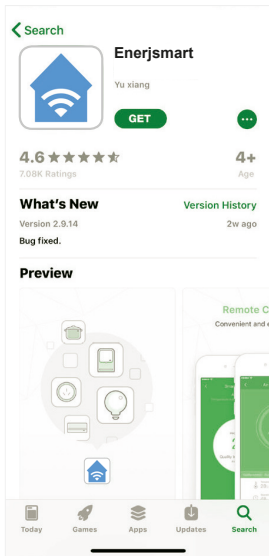 Search
Enerjsmart
Yu xiang
GET
4.6
4+
7.08K Ratings
Age
What's New
Version History
Version 2.9.14
2w ago
Bug fixed.
Preview
Remote C
Convenient and e
Today
Games
Apps
Updates
Search